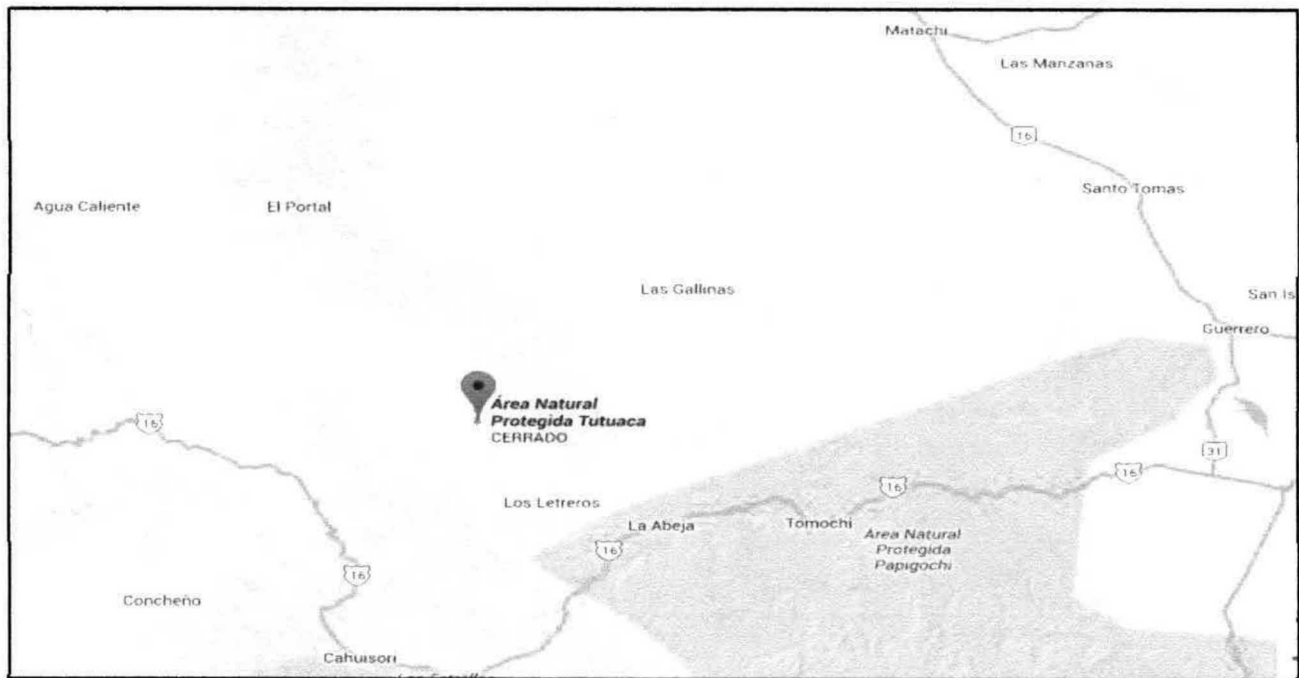 Matachi
Las Manzanas
16
Santo Tomas
Agua Caliente
El Portal
Las Gallinas
San Is
Guerrero
Área Natural
Protegida Tutuaca
CERRADO
16
31
16
16
Los Letreros
La Abeja
Tomochi
Área Natural
Protegida
Papigochi
16
16
Concheño
Cahuisori